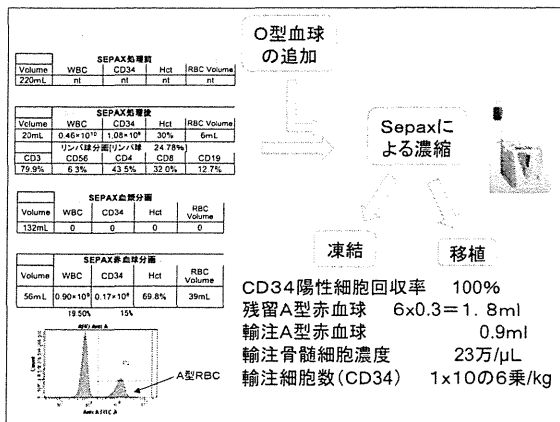 SEPAX処理前
Volume WBC CD34 Hct RBC Volume
220mL nt nt nt nt
SEPAX処理後
Volume WBC CD34 Hct RBC Volume
20mL 0.46×10¹⁰ 1.08×10⁸ 30% 6mL
リンパ球分画[リンパ球 24.78%]
CD3 CD56 CD4 CD8 CD19
79.9% 6.3% 43.5% 32.0% 12.7%
SEPAX血漿分画
Volume WBC CD34 Hct RBC Volume
132mL 0 0 0 0
SEPAX赤血球分画
Volume WBC CD34 Hct RBC Volume
56mL 0.90×10⁹ 0.17×10⁸ 69.8% 39mL
19.50% 15%
A型RBC
O型血球
の追加
Sepaxに
よる濃縮
凍結 移植
CD34陽性細胞回収率 100%
残留A型赤血球 6x0.3=1.8ml
輸注A型赤血球 0.9ml
輸注骨髄細胞濃度 23万/μL
輸注細胞数(CD34) 1x10の6乗/kg